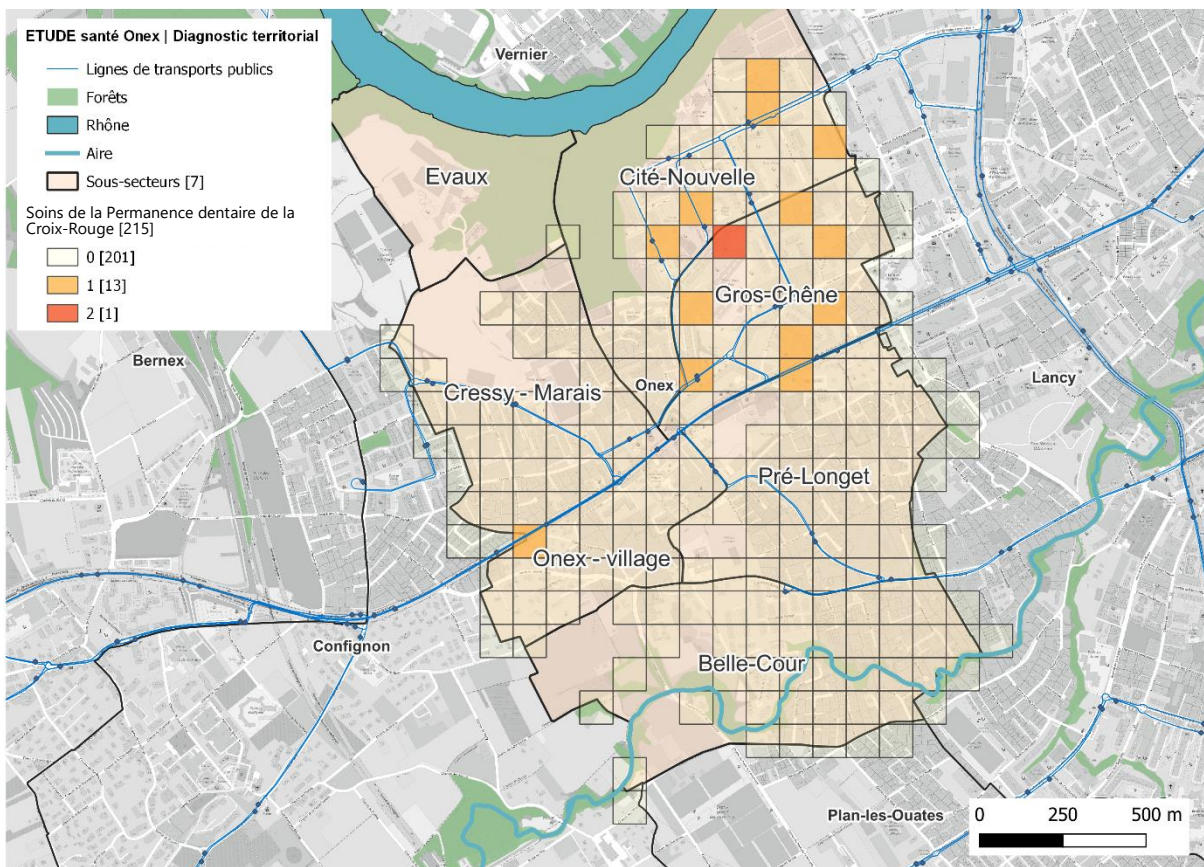 ETUDE santé Onex | Diagnostic territorial
Lignes de transports publics
Forêts
Rhône
Aire
Sous-secteurs [7]
Soins de la Permanence dentaire de la
Croix-Rouge [215]
0 [201]
1 [13]
2 [1]
Vernier
Evaux
Cité-Nouvelle
Gros-Chêne
Bernex
Cressy - Marais
Onex
Lancy
Pré-Longet
Onex - village
Confignon
Belle-Cour
Plan-les-Ouates
0 250 500 m